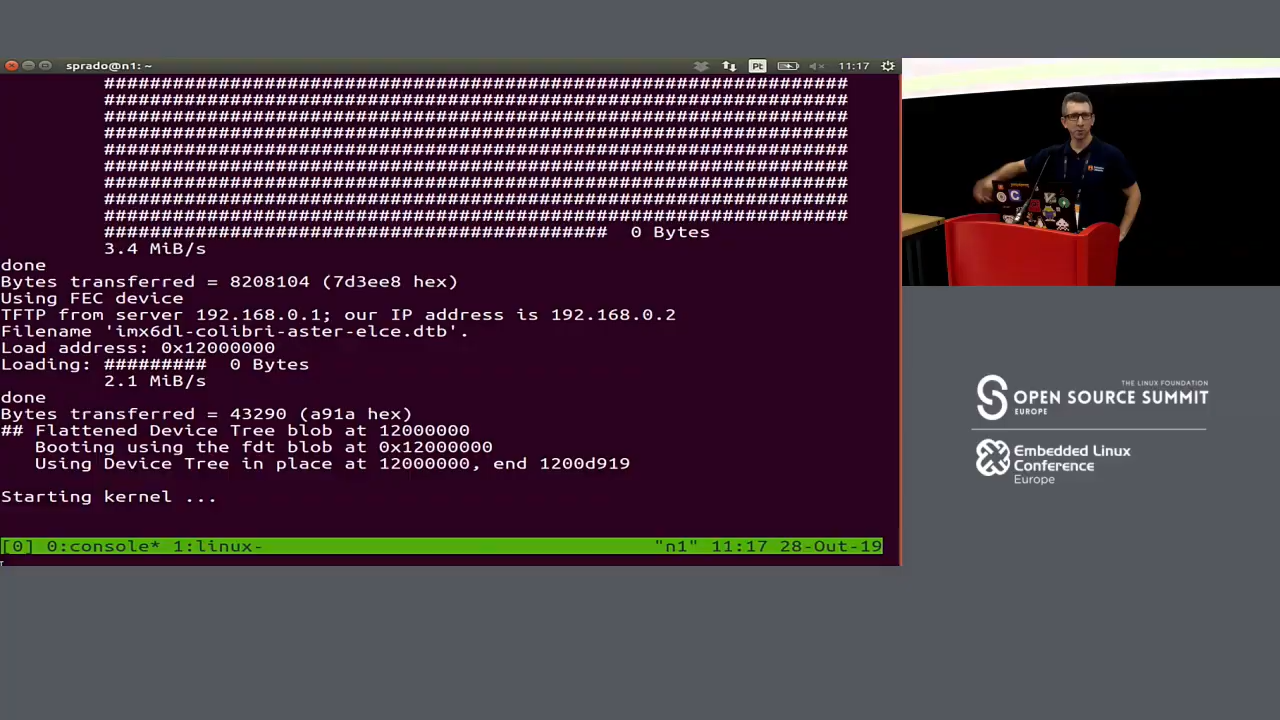 sprado@n1: ~
Pt
11:17
#################################################################
#################################################################
#################################################################
#################################################################
#################################################################
#################################################################
#################################################################
#################################################################
#################################################################
############################################ 0 Bytes
3.4 MiB/s
done
Bytes transferred = 8208104 (7d3ee8 hex)
Using FEC device
TFTP from server 192.168.0.1; our IP address is 192.168.0.2
Filename 'imx6dl-colibri-aster-elce.dtb'.
Load address: 0x12000000
Loading: ######### 0 Bytes
2.1 MiB/s
done
Bytes transferred = 43290 (a91a hex)
## Flattened Device Tree blob at 12000000
Booting using the fdt blob at 0x12000000
Using Device Tree in place at 12000000, end 1200d919
Starting kernel ...
[0] 0:console* 1:linux- "n1" 11:17 28-Oct-19
THE LINUX FOUNDATION
OPEN SOURCE SUMMIT
EUROPE
Embedded Linux
Conference
Europe